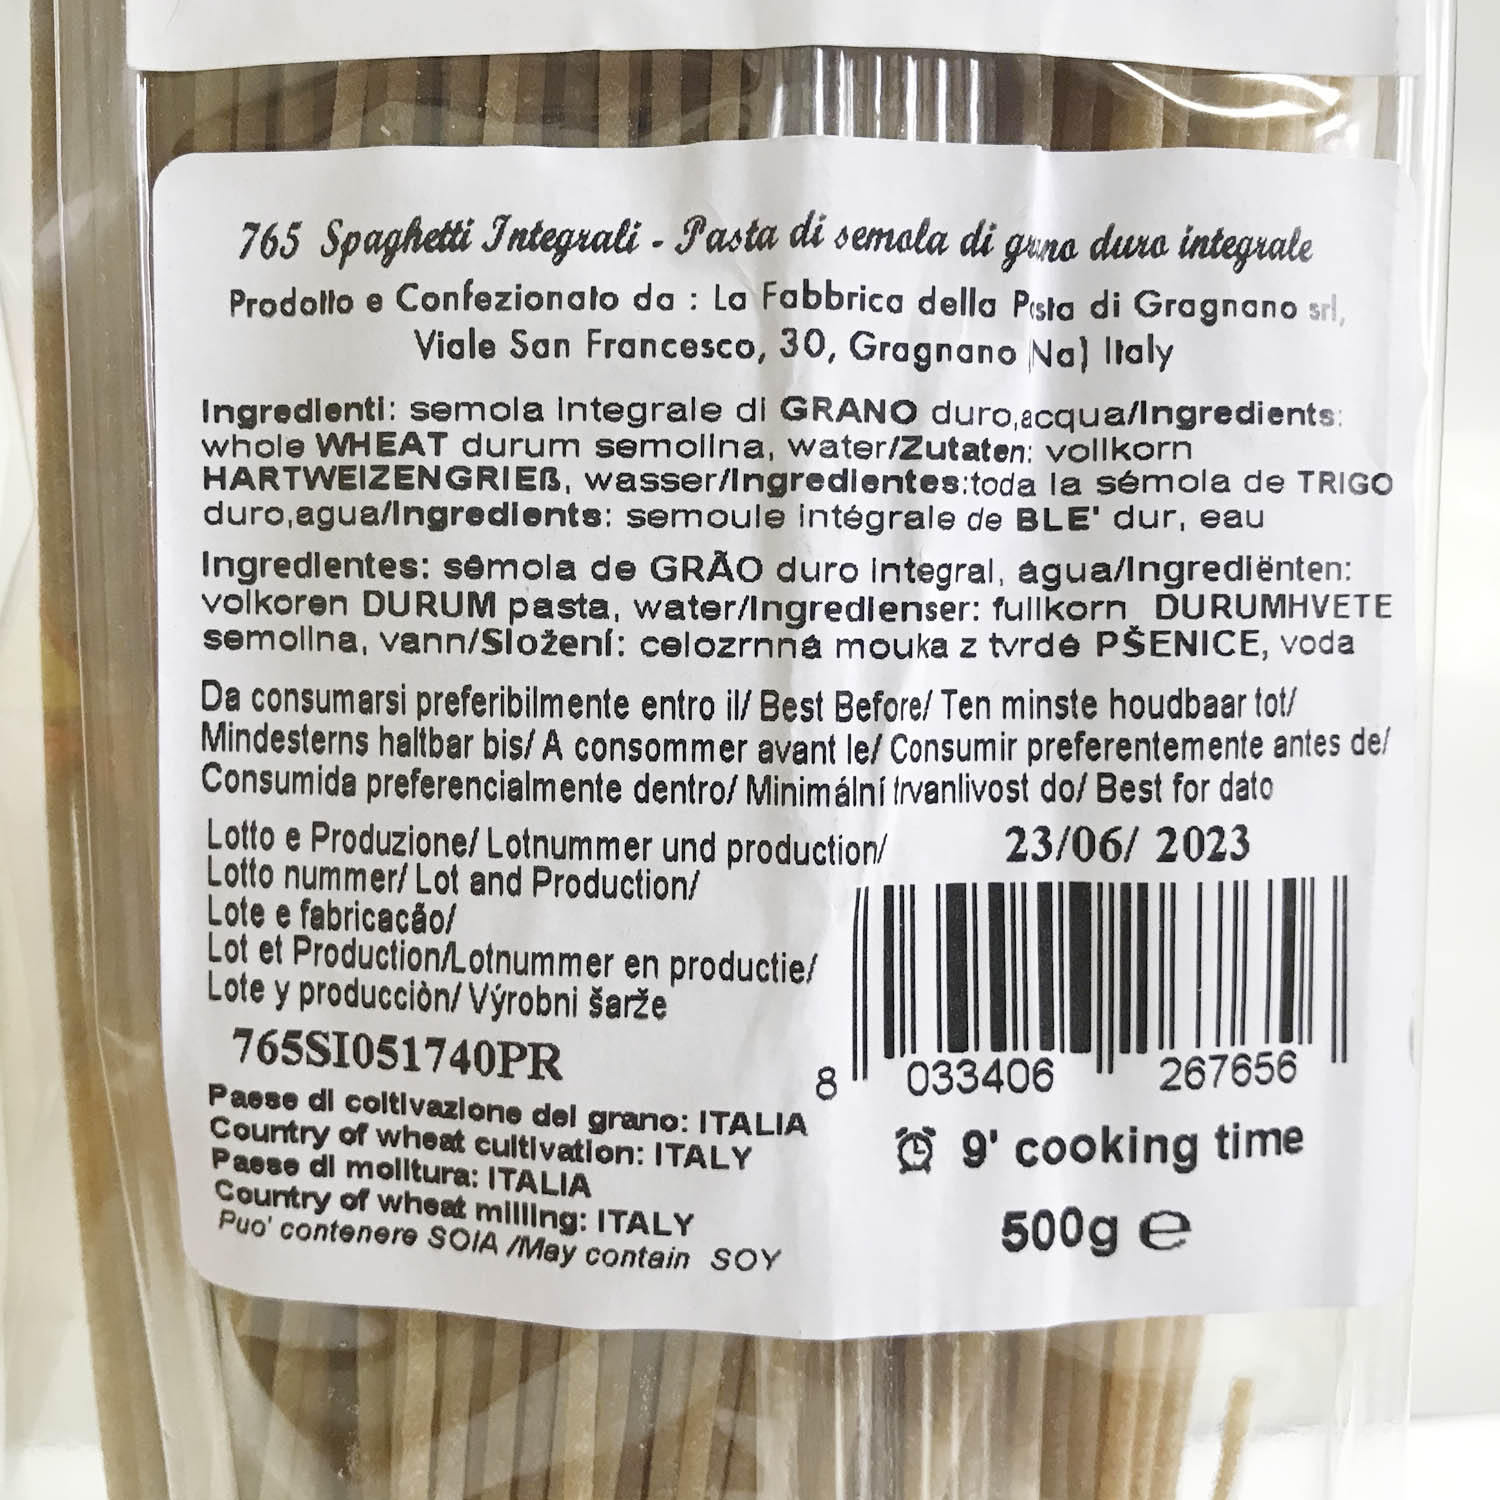 765 Spaghetti Integrali - Pasta di semola di grano duro integrale
Prodotto e Confezionato da : La Fabbrica della Pasta di Gragnano srl,
Viale San Francesco, 30, Gragnano (Na) Italy
Ingredienti: semola integrale di GRANO duro,acqua/Ingredients:
whole WHEAT durum semolina, water/Zutaten: vollkorn
HARTWEIZENGRIEß, wasser/Ingredientes:toda la sémola de TRIGO
duro,agua/Ingredients: semoule intégrale de BLE' dur, eau
Ingredientes: sêmola de GRÃO duro integral, água/Ingrediënten:
volkoren DURUM pasta, water/Ingredienser: fullkorn DURUMHVETE
semolina, vann/Složení: celozrnná mouka z tvrdé PŠENICE, voda
Da consumarsi preferibilmente entro il/ Best Before/ Ten minste houdbaar tot/
Mindesterns haltbar bis/ A consommer avant le/ Consumir preferentemente antes de/
Consumida preferencialmente dentro/ Minimální trvanlivost do/ Best for dato
23/06/ 2023
Lotto e Produzione/ Lotnummer und production/
Lotto nummer/ Lot and Production/
Lote e fabricacão/
Lot et Production/Lotnummer en productie/
Lote y producciòn/ Výrobni šarže
765SI051740PR
8 033406 267656
Paese di coltivazione del grano: ITALIA
Country of wheat cultivation: ITALY
Paese di molitura: ITALIA
Country of wheat milling: ITALY
Puo' contenere SOIA /May contain SOY
9' cooking time
500g e